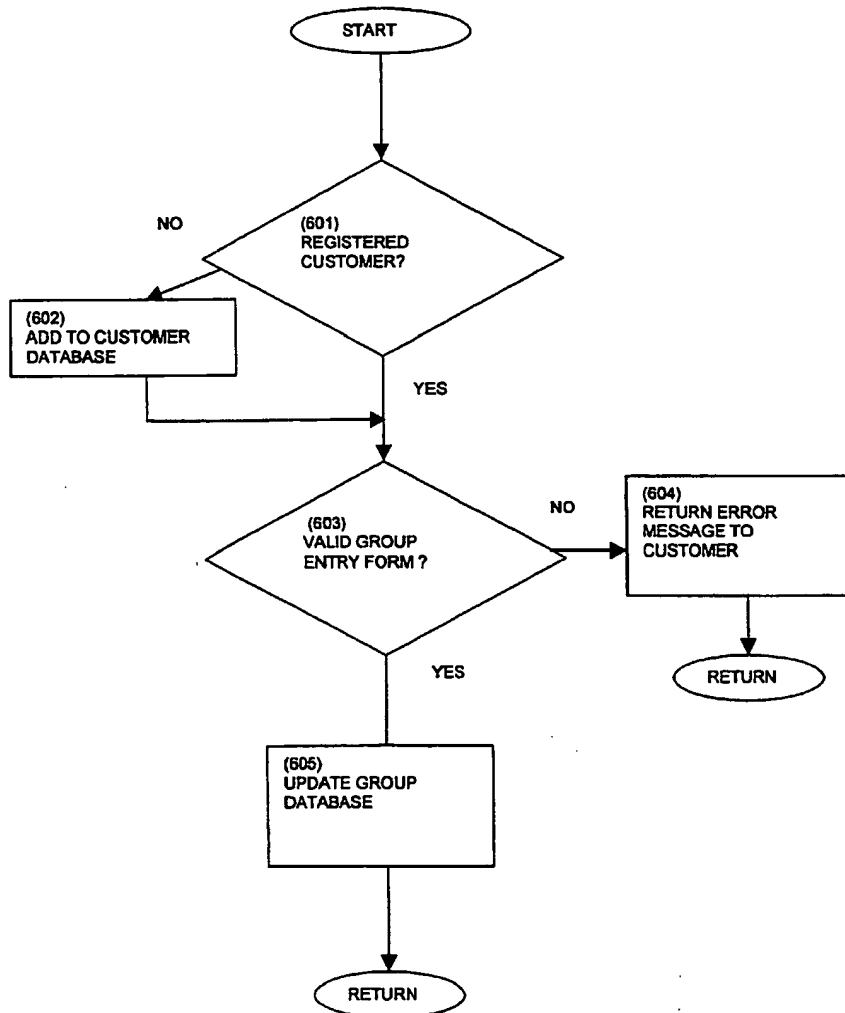 START
NO
(601)
REGISTERED
CUSTOMER?
(602)
ADD TO CUSTOMER
DATABASE
YES
(603)
VALID GROUP
ENTRY FORM ?
NO
(604)
RETURN ERROR
MESSAGE TO
CUSTOMER
YES
RETURN
(605)
UPDATE GROUP
DATABASE
RETURN